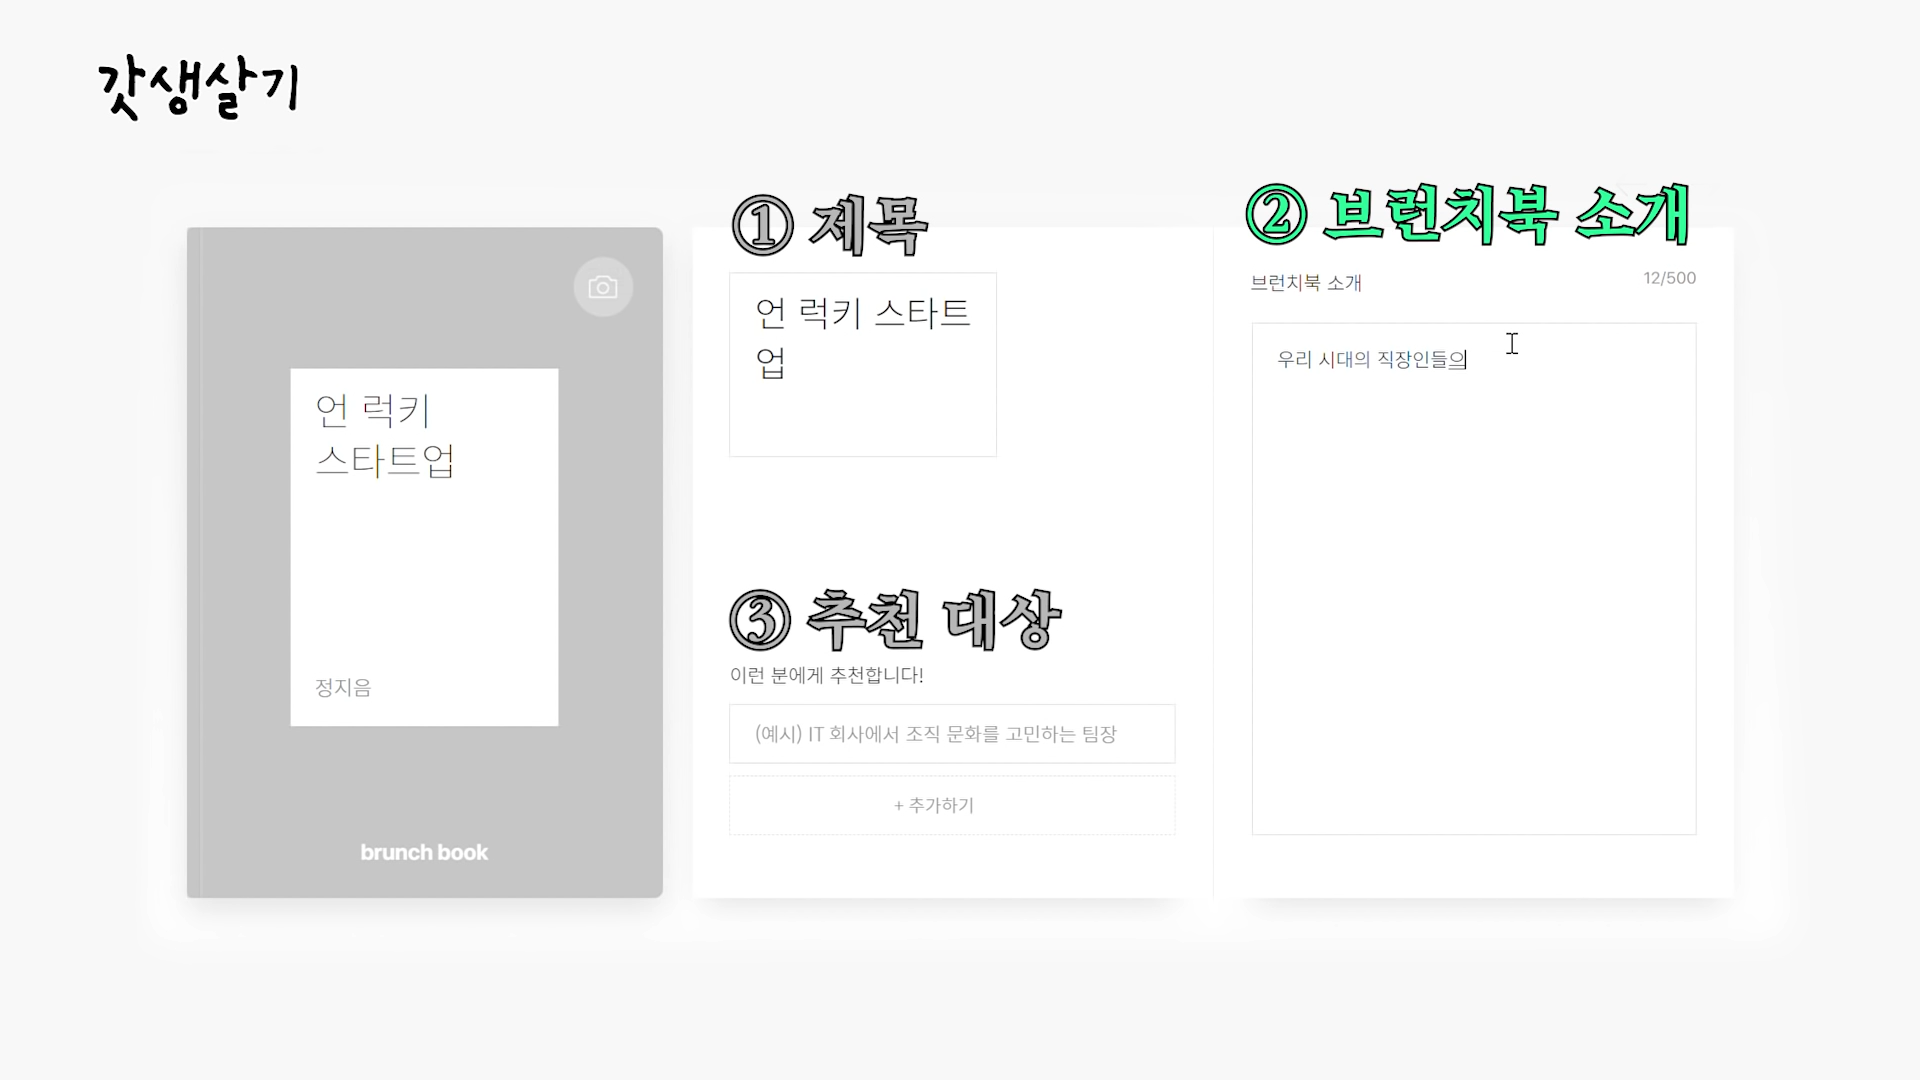 갓생살기
언 럭키
스타트업
정지음
brunch book
① 제목
언 럭키 스타트
업
③ 추천 대상
이런 분에게 추천합니다!
(예시) IT 회사에서 조직 문화를 고민하는 팀장
+ 추가하기
② 브런치북 소개
브런치북 소개
12/500
우리 시대의 직장인들으